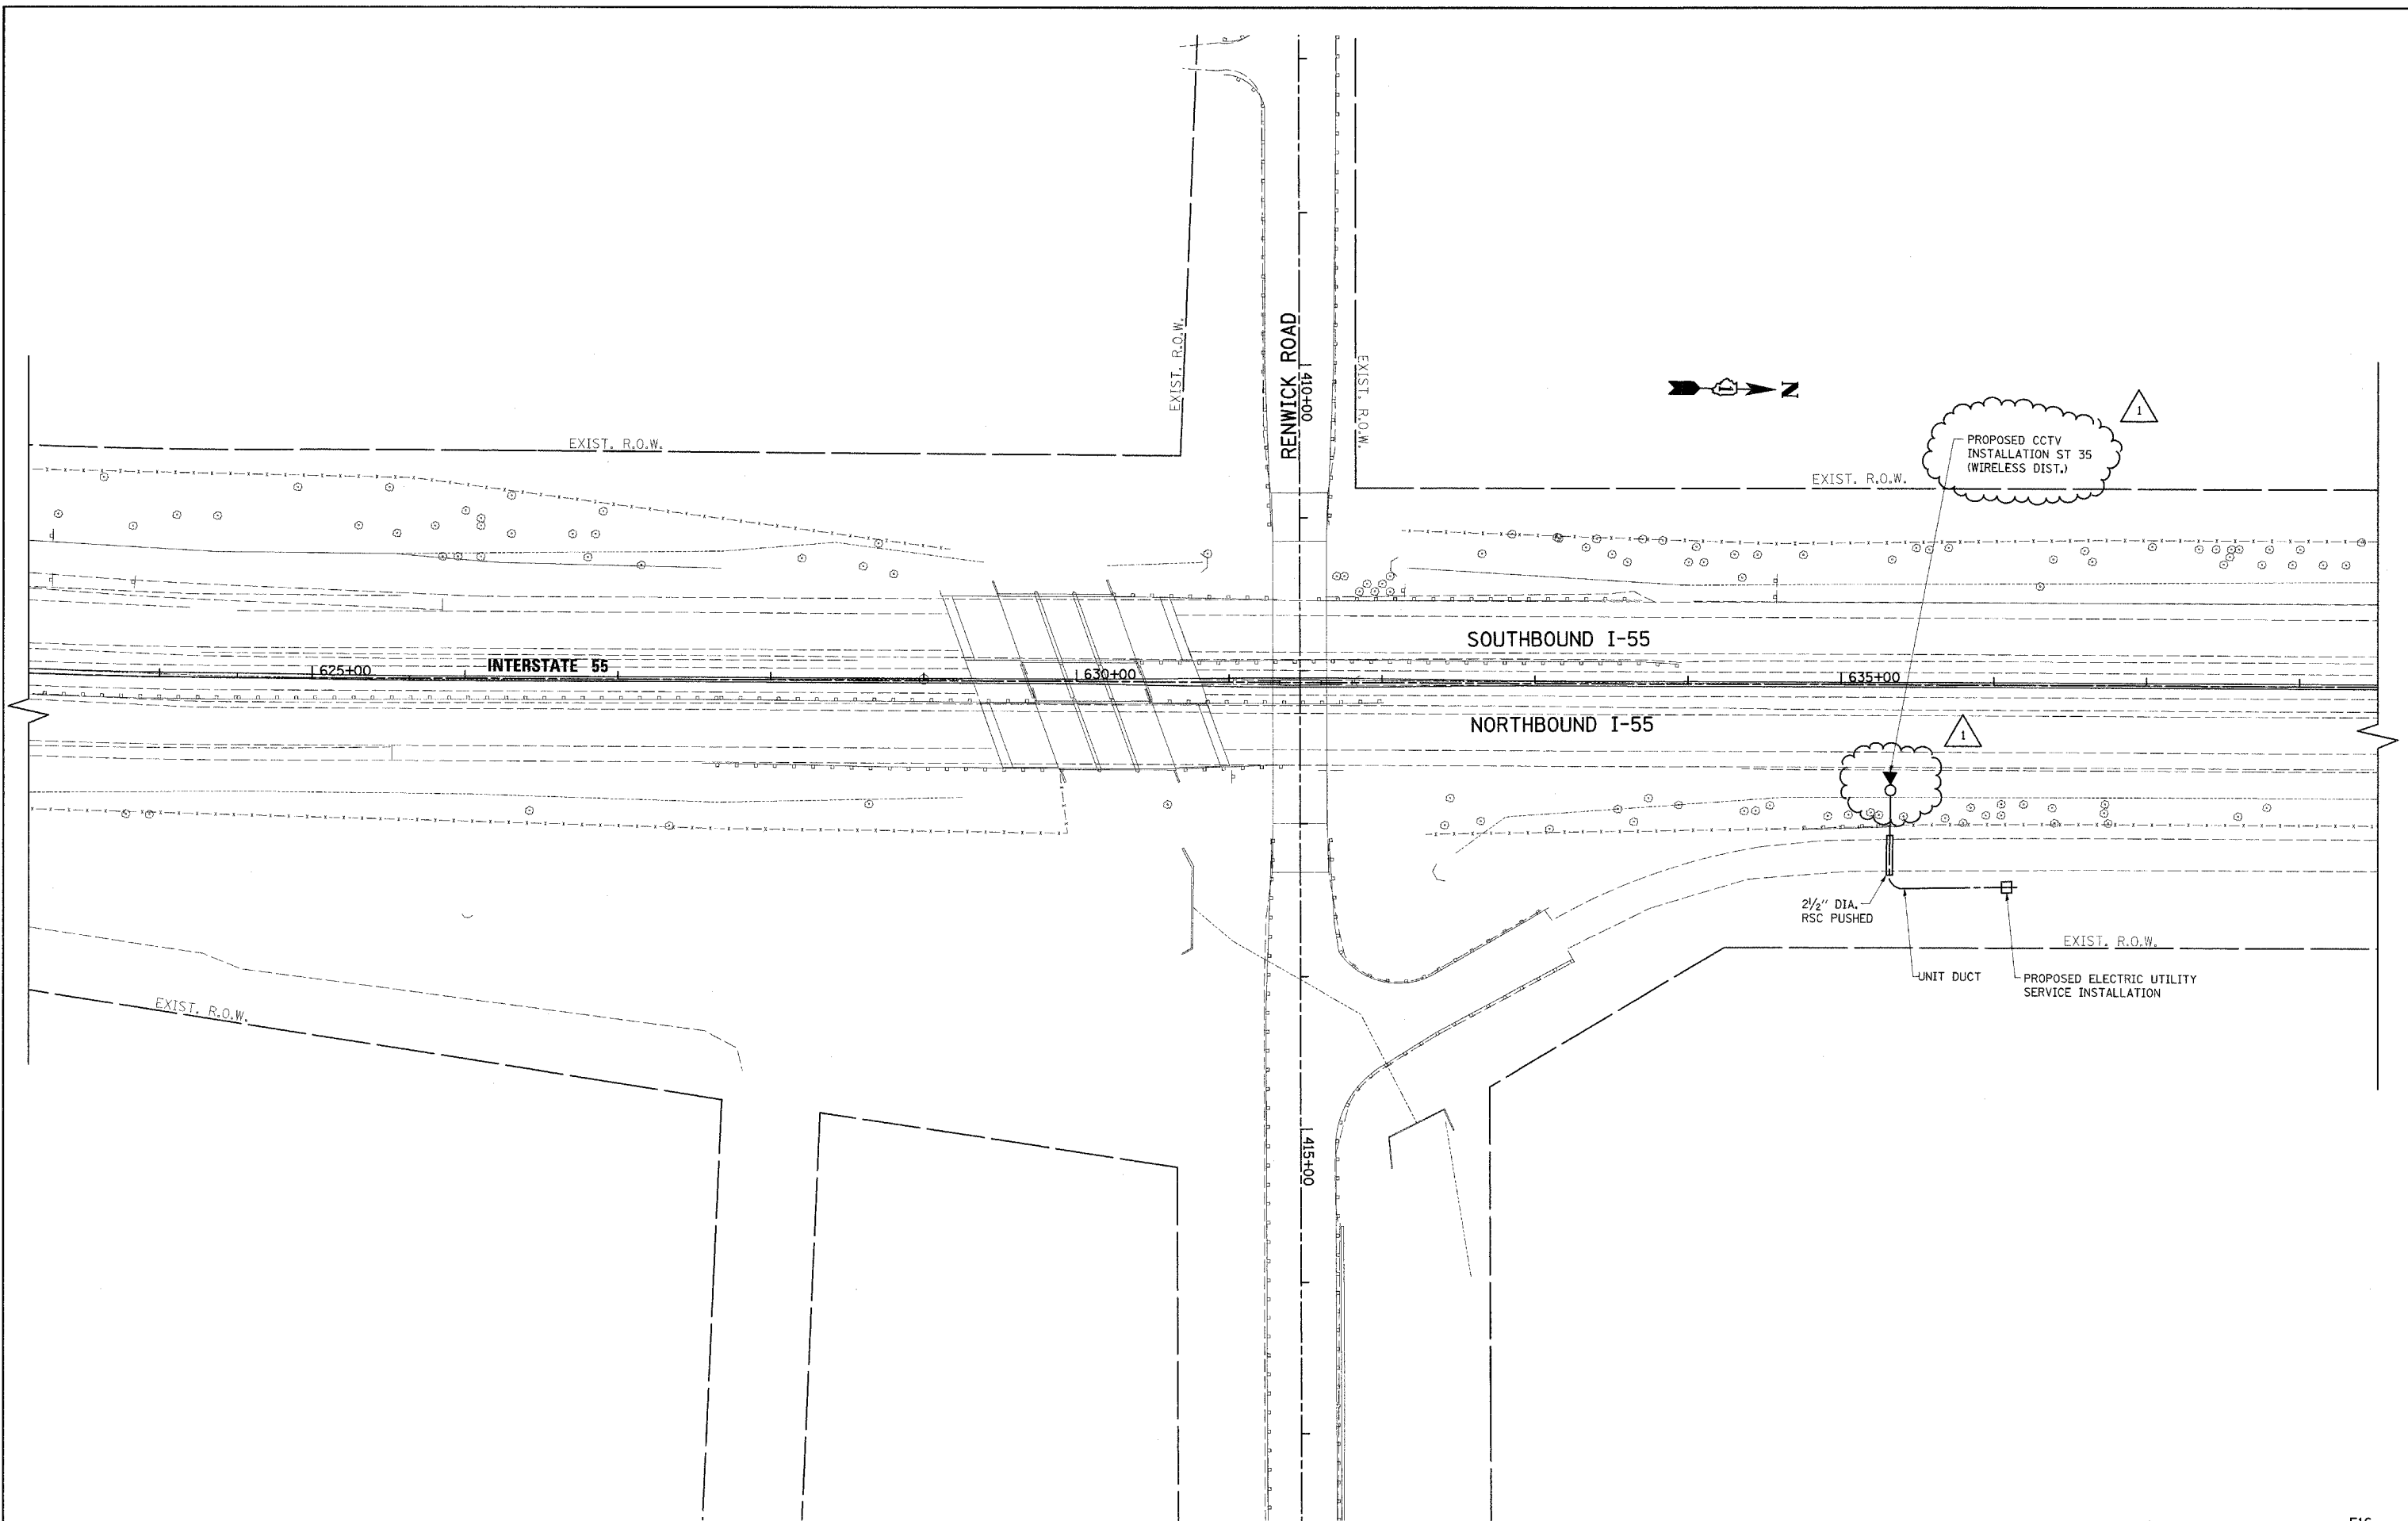 RENWICK ROAD
410+00
EXIST. R.O.W.
EXIST. R.O.W.
N
1
PROPOSED CCTV
INSTALLATION ST 35
(WIRELESS DIST.)
EXIST. R.O.W.
EXIST. R.O.W.
SOUTHBOUND I-55
625+00
INTERSTATE 55
630+00
635+00
NORTHBOUND I-55
1
2½" DIA.
RSC PUSHED
EXIST. R.O.W.
UNIT DUCT
PROPOSED ELECTRIC UTILITY
SERVICE INSTALLATION
EXIST. R.O.W.
415+00